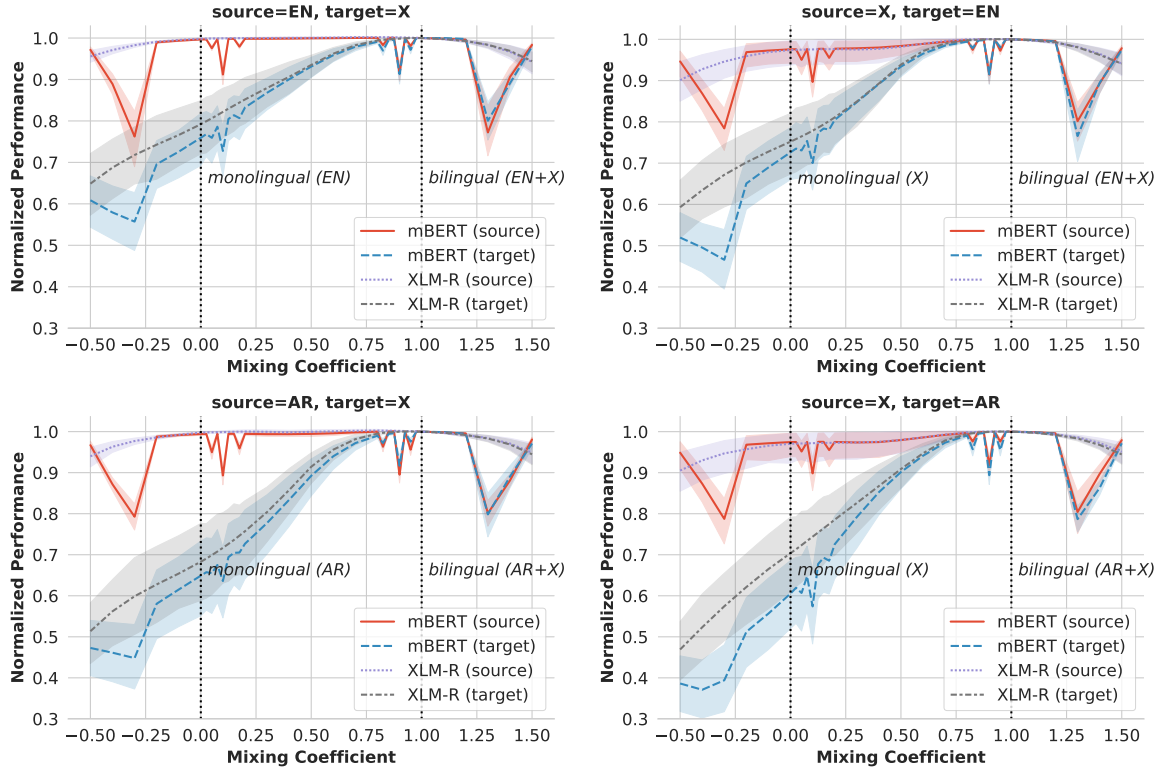 source=EN, target=X
Normalized Performance
1.0
0.9
0.8
0.7
0.6
0.5
0.4
0.3
monolingual (EN)
bilingual (EN+X)
mBERT (source)
mBERT (target)
XLM-R (source)
XLM-R (target)
−0.50 −0.25 0.00 0.25 0.50 0.75 1.00 1.25 1.50
Mixing Coefficient
source=X, target=EN
Normalized Performance
1.0
0.9
0.8
0.7
0.6
0.5
0.4
0.3
monolingual (X)
bilingual (EN+X)
mBERT (source)
mBERT (target)
XLM-R (source)
XLM-R (target)
−0.50 −0.25 0.00 0.25 0.50 0.75 1.00 1.25 1.50
Mixing Coefficient
source=AR, target=X
Normalized Performance
1.0
0.9
0.8
0.7
0.6
0.5
0.4
0.3
monolingual (AR)
bilingual (AR+X)
mBERT (source)
mBERT (target)
XLM-R (source)
XLM-R (target)
−0.50 −0.25 0.00 0.25 0.50 0.75 1.00 1.25 1.50
Mixing Coefficient
source=X, target=AR
Normalized Performance
1.0
0.9
0.8
0.7
0.6
0.5
0.4
0.3
monolingual (X)
bilingual (AR+X)
mBERT (source)
mBERT (target)
XLM-R (source)
XLM-R (target)
−0.50 −0.25 0.00 0.25 0.50 0.75 1.00 1.25 1.50
Mixing Coefficient